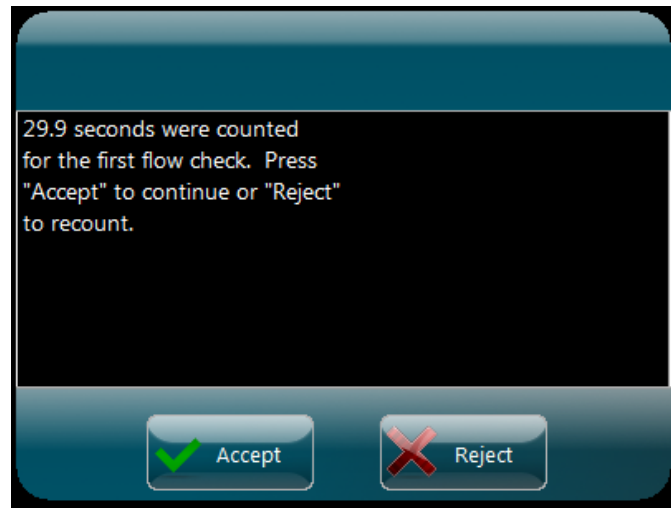 29.9 seconds were counted
for the first flow check.  Press
"Accept" to continue or "Reject"
to recount.
Accept
Reject